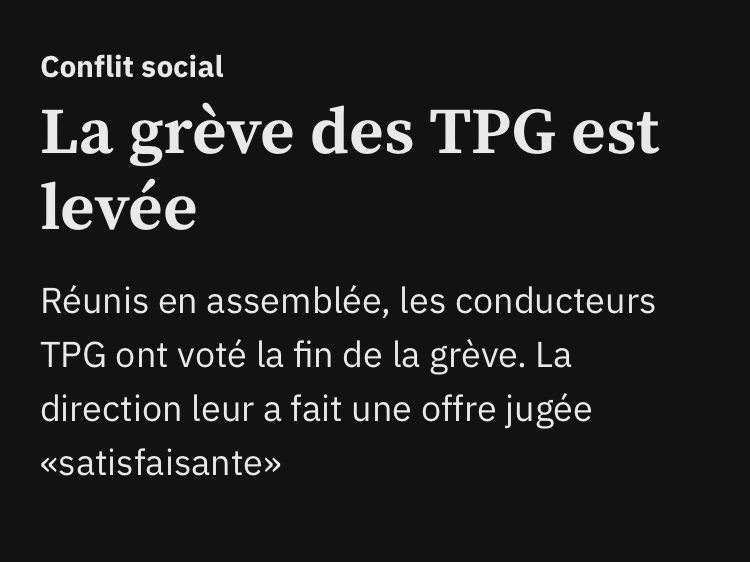 Conflit social
La grève des TPG est
levée
Réunis en assemblée, les conducteurs
TPG ont voté la fin de la grève. La
direction leur a fait une offre jugée
«satisfaisante»